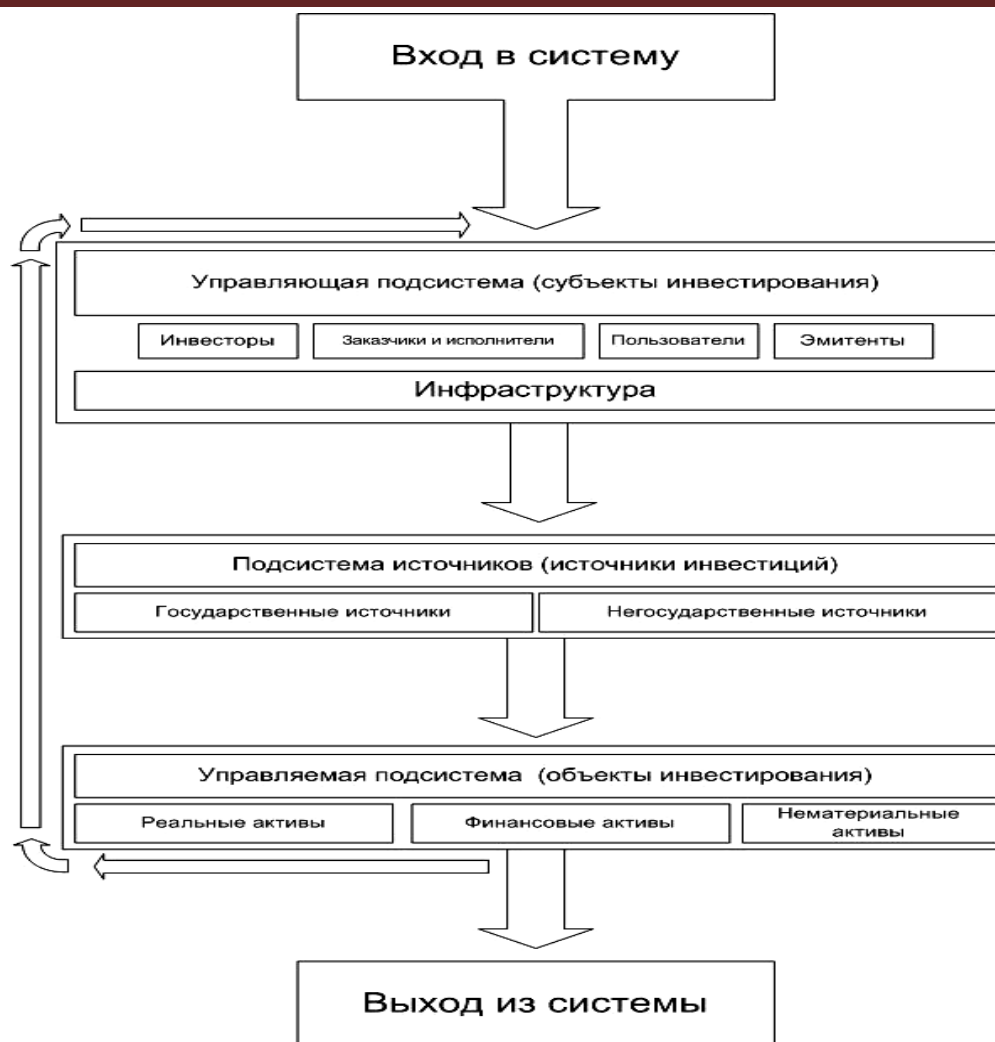 Вход в систему
Управляющая подсистема (субъекты инвестирования)
Инвесторы
Заказчики и исполнители
Пользователи
Эмитенты
Инфраструктура
Подсистема источников (источники инвестиций)
Государственные источники
Негосударственные источники
Управляемая подсистема (объекты инвестирования)
Реальные активы
Финансовые активы
Нематериальные
активы
Выход из системы